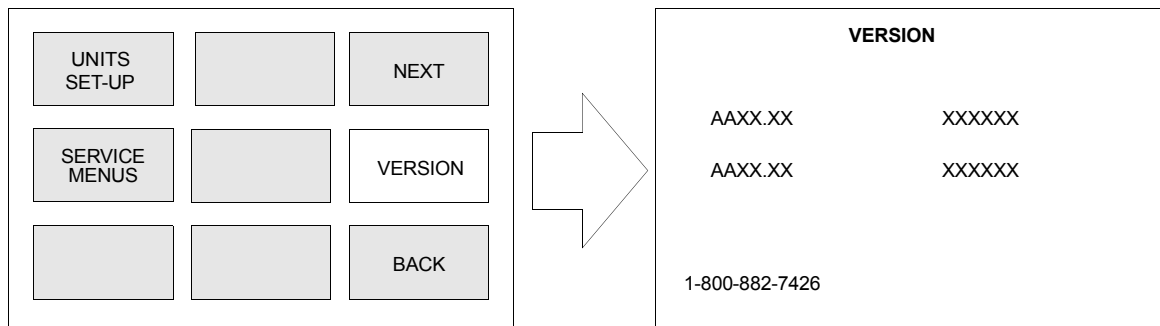 UNITS
SET-UP
NEXT
SERVICE
MENUS
VERSION
BACK
VERSION
AAXX.XX XXXXXX
AAXX.XX XXXXXX
1-800-882-7426